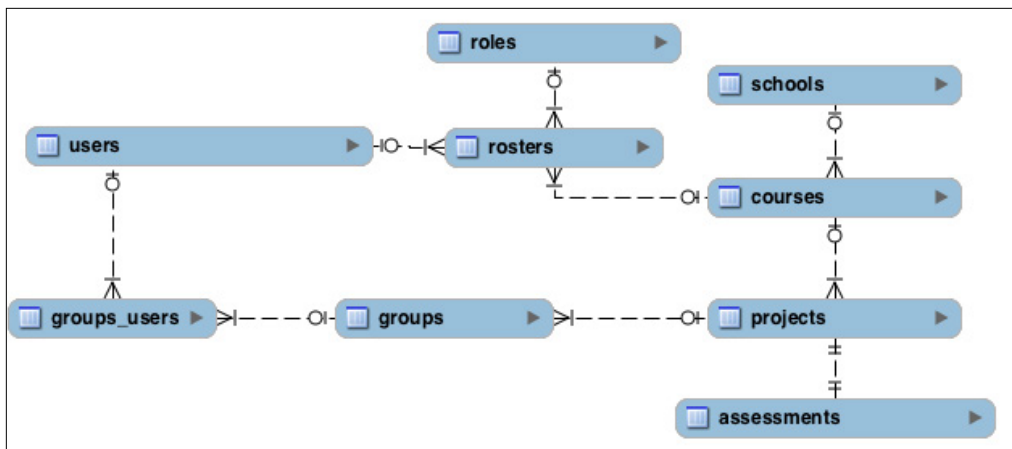 roles
schools
users
rosters
courses
groups_users
groups
projects
assessments